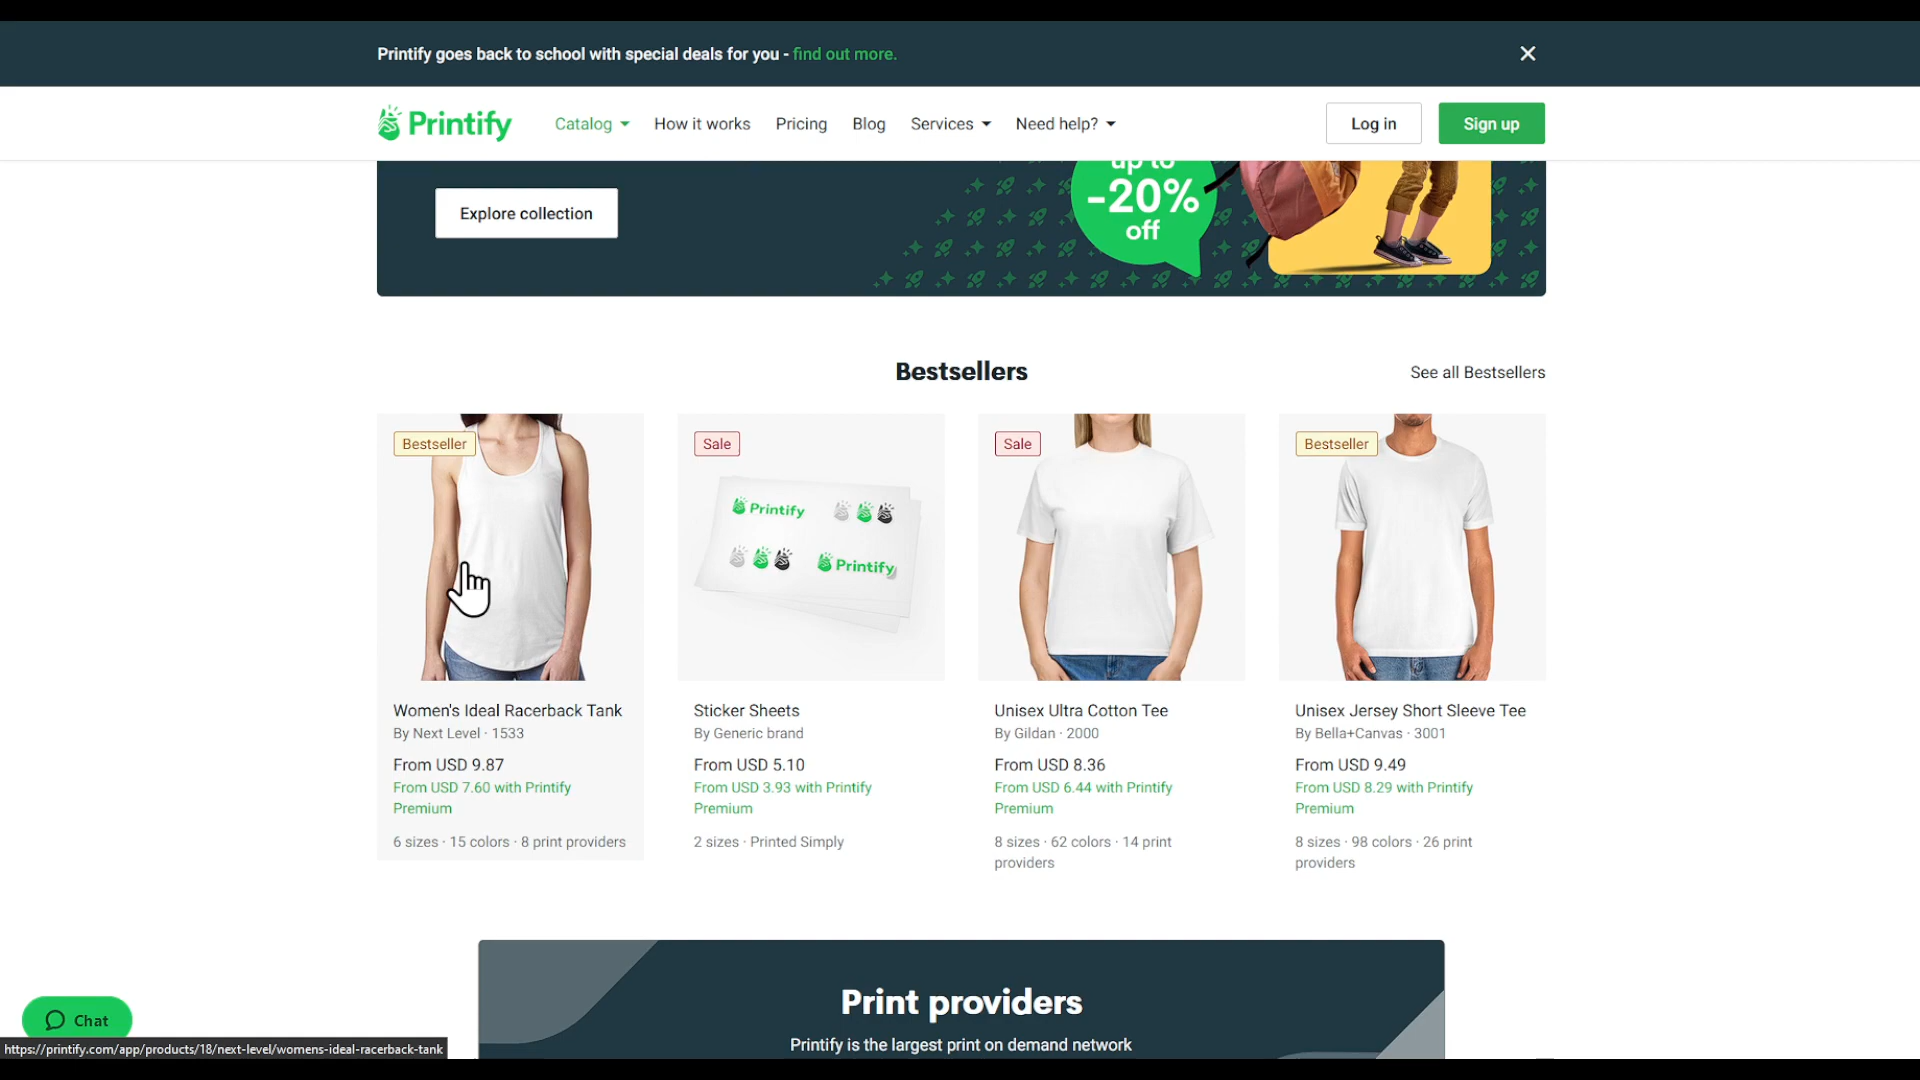 Printify goes back to school with special deals for you - find out more.
Printify
Catalog
How it works
Pricing
Blog
Services
Need help?
Log in
Sign up
up to
-20%
off
Explore collection
Bestsellers
See all Bestsellers
Bestseller
Sale
Sale
Bestseller
Printify
Printify
Women's Ideal Racerback Tank
By Next Level · 1533
From USD 9.87
From USD 7.60 with Printify
Premium
6 sizes · 15 colors · 8 print providers
Sticker Sheets
By Generic brand
From USD 5.10
From USD 3.93 with Printify
Premium
2 sizes · Printed Simply
Unisex Ultra Cotton Tee
By Gildan · 2000
From USD 8.36
From USD 6.44 with Printify
Premium
8 sizes · 62 colors · 14 print
providers
Unisex Jersey Short Sleeve Tee
By Bella+Canvas · 3001
From USD 9.49
From USD 8.29 with Printify
Premium
8 sizes · 98 colors · 26 print
providers
Print providers
Printify is the largest print on demand network
Chat
https://printify.com/app/products/18/next-level/womens-ideal-racerback-tank